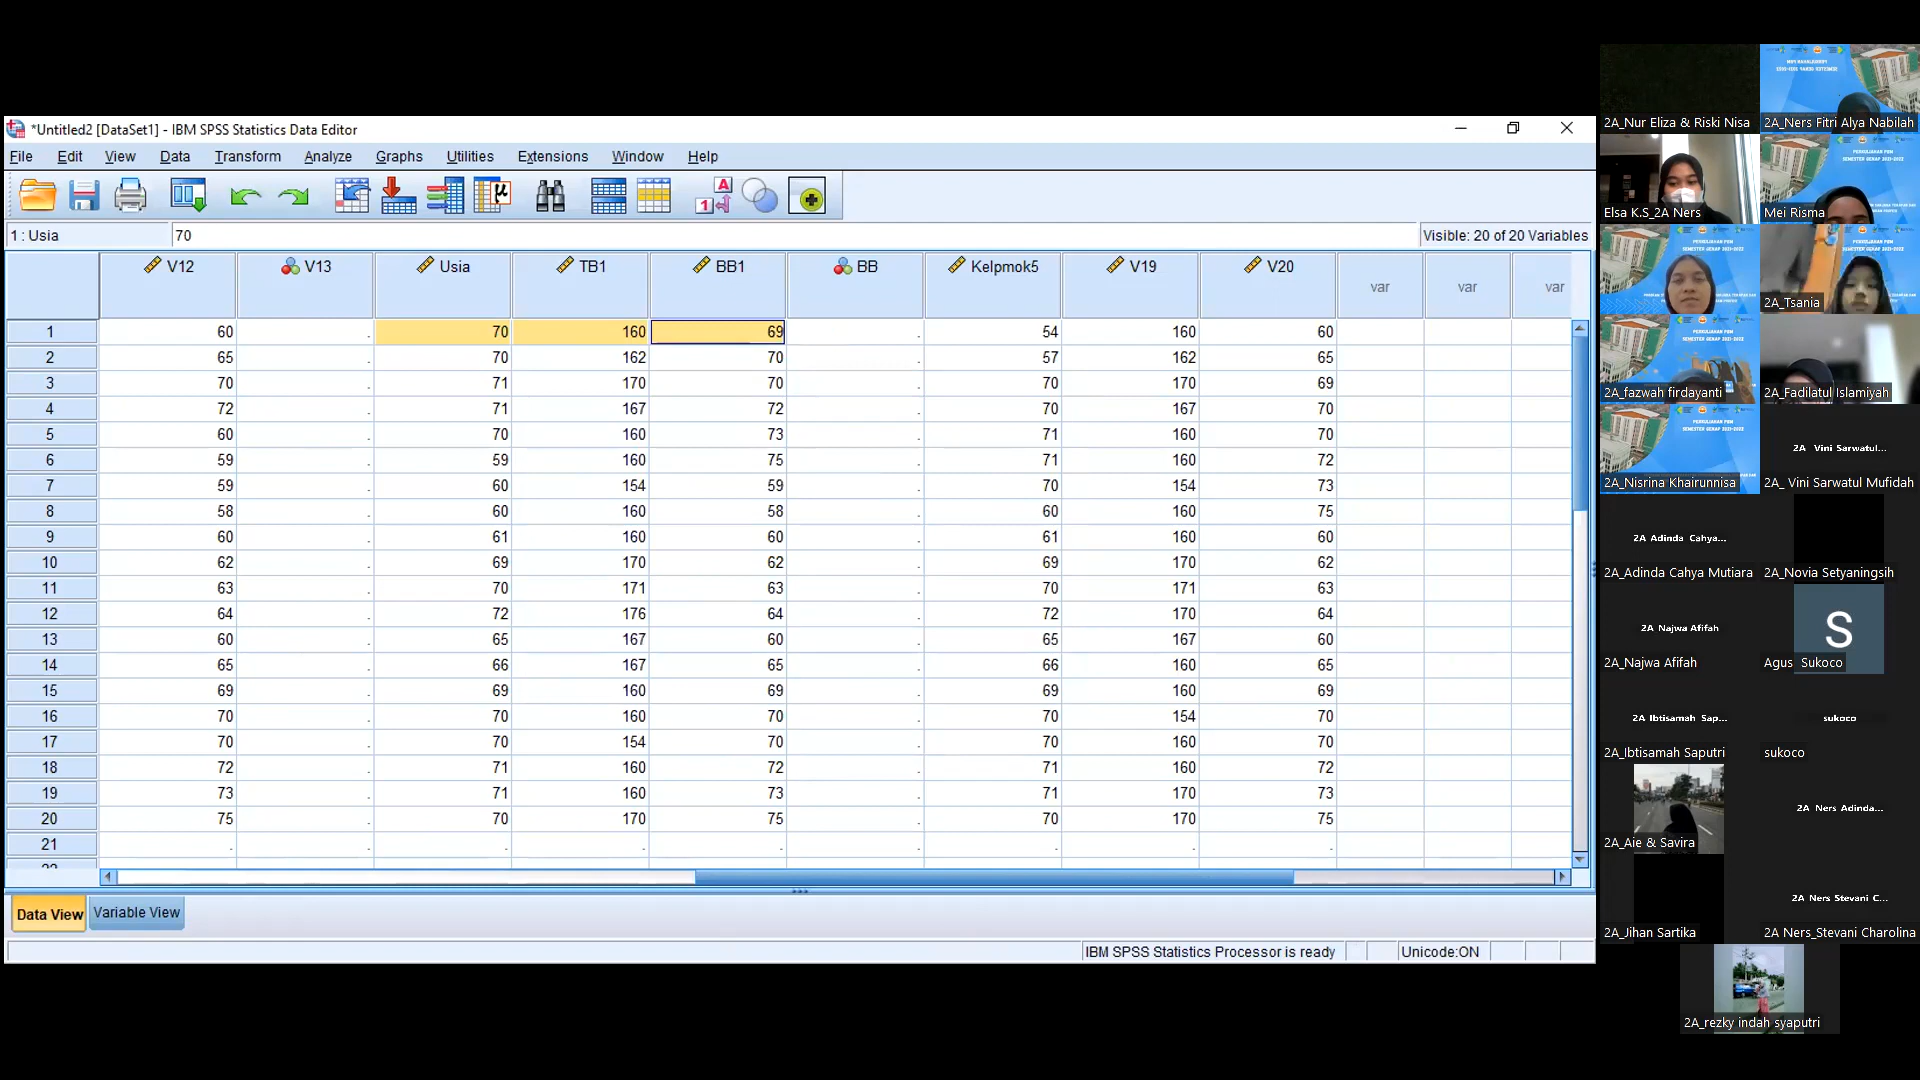 *Untitled2 [DataSet1] - IBM SPSS Statistics Data Editor
File Edit View Data Transform Analyze Graphs Utilities Extensions Window Help
1 : Usia 70 Visible: 20 of 20 Variables
V12 V13 Usia TB1 BB1 BB Kelpmok5 V19 V20 var var var
1 60 . 70 160 69 . 54 160 60
2 65 . 70 162 70 . 57 162 65
3 70 . 71 170 70 . 70 170 69
4 72 . 71 167 72 . 70 167 70
5 60 . 70 160 73 . 71 160 70
6 59 . 59 160 75 . 71 160 72
7 59 . 60 154 59 . 70 154 73
8 58 . 60 160 58 . 60 160 75
9 60 . 61 160 60 . 61 160 60
10 62 . 69 170 62 . 69 170 62
11 63 . 70 171 63 . 70 171 63
12 64 . 72 176 64 . 72 170 64
13 60 . 65 167 60 . 65 167 60
14 65 . 66 167 65 . 66 160 65
15 69 . 69 160 69 . 69 160 69
16 70 . 70 160 70 . 70 154 70
17 70 . 70 154 70 . 70 160 70
18 72 . 71 160 72 . 71 160 72
19 73 . 71 160 73 . 71 170 73
20 75 . 70 170 75 . 70 170 75
21 . . . . . . . . .
Data View Variable View
IBM SPSS Statistics Processor is ready Unicode:ON
2A_Nur Eliza & Riski Nisa
2A_Ners Fitri Alya Nabilah
Elsa K.S_2A Ners
Mei Risma
2A_Tsania
2A_fazwah firdayanti
2A_Fadilatul Islamiyah
2A_Nisrina Khairunnisa
2A Vini Sarwatul...
2A_ Vini Sarwatul Mufidah
2A Adinda Cahya...
2A_Adinda Cahya Mutiara
2A_Novia Setyaningsih
2A Najwa Afifah
2A_Najwa Afifah
S
Agus Sukoco
2A Ibtisamah Sap...
2A_Ibtisamah Saputri
sukoco
sukoco
2A_Aie & Savira
2A Ners Adinda...
2A_Jihan Sartika
2A Ners Stevani C...
2A Ners_Stevani Charolina
2A_rezky indah syaputri